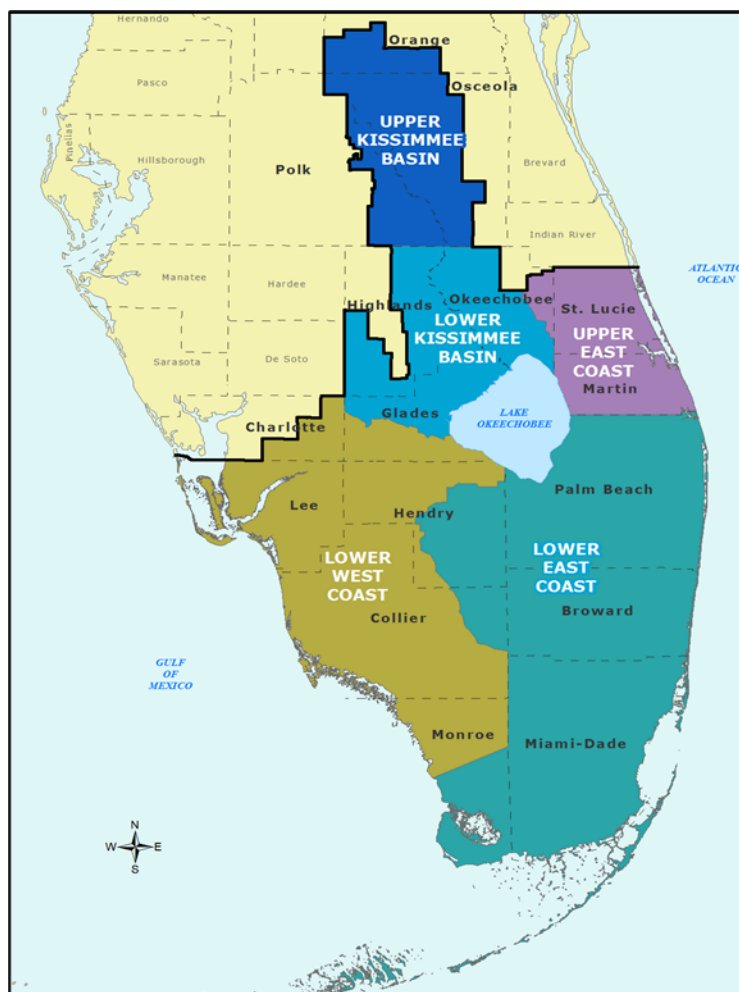 Hernando
Orange
Pasco
Osceola
UPPER
KISSIMMEE
BASIN
Pinellas
Hillsborough
Polk
Brevard
Indian River
ATLANTIC
OCEAN
Manatee
Hardee
Highlands
Okeechobee
St. Lucie
LOWER
KISSIMMEE
BASIN
UPPER
EAST
COAST
Sarasota
De Soto
Martin
Glades
LAKE
OKEECHOBEE
Charlotte
Palm Beach
Lee
Hendry
LOWER
WEST
COAST
LOWER
EAST
COAST
Collier
Broward
GULF
OF
MEXICO
Monroe
Miami-Dade
N
W
E
S